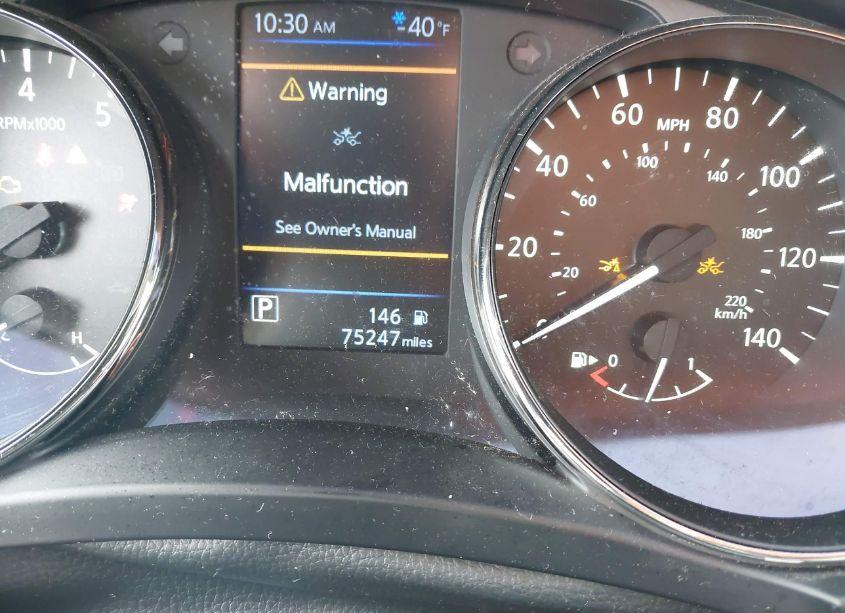 10:30 AM -40°F
Warning
Malfunction
See Owner's Manual
P
146
75247 miles
4
5
RPMx1000
H
0
20
40
60
80
100
120
140
MPH
20
60
100
140
180
220
km/h
0
1